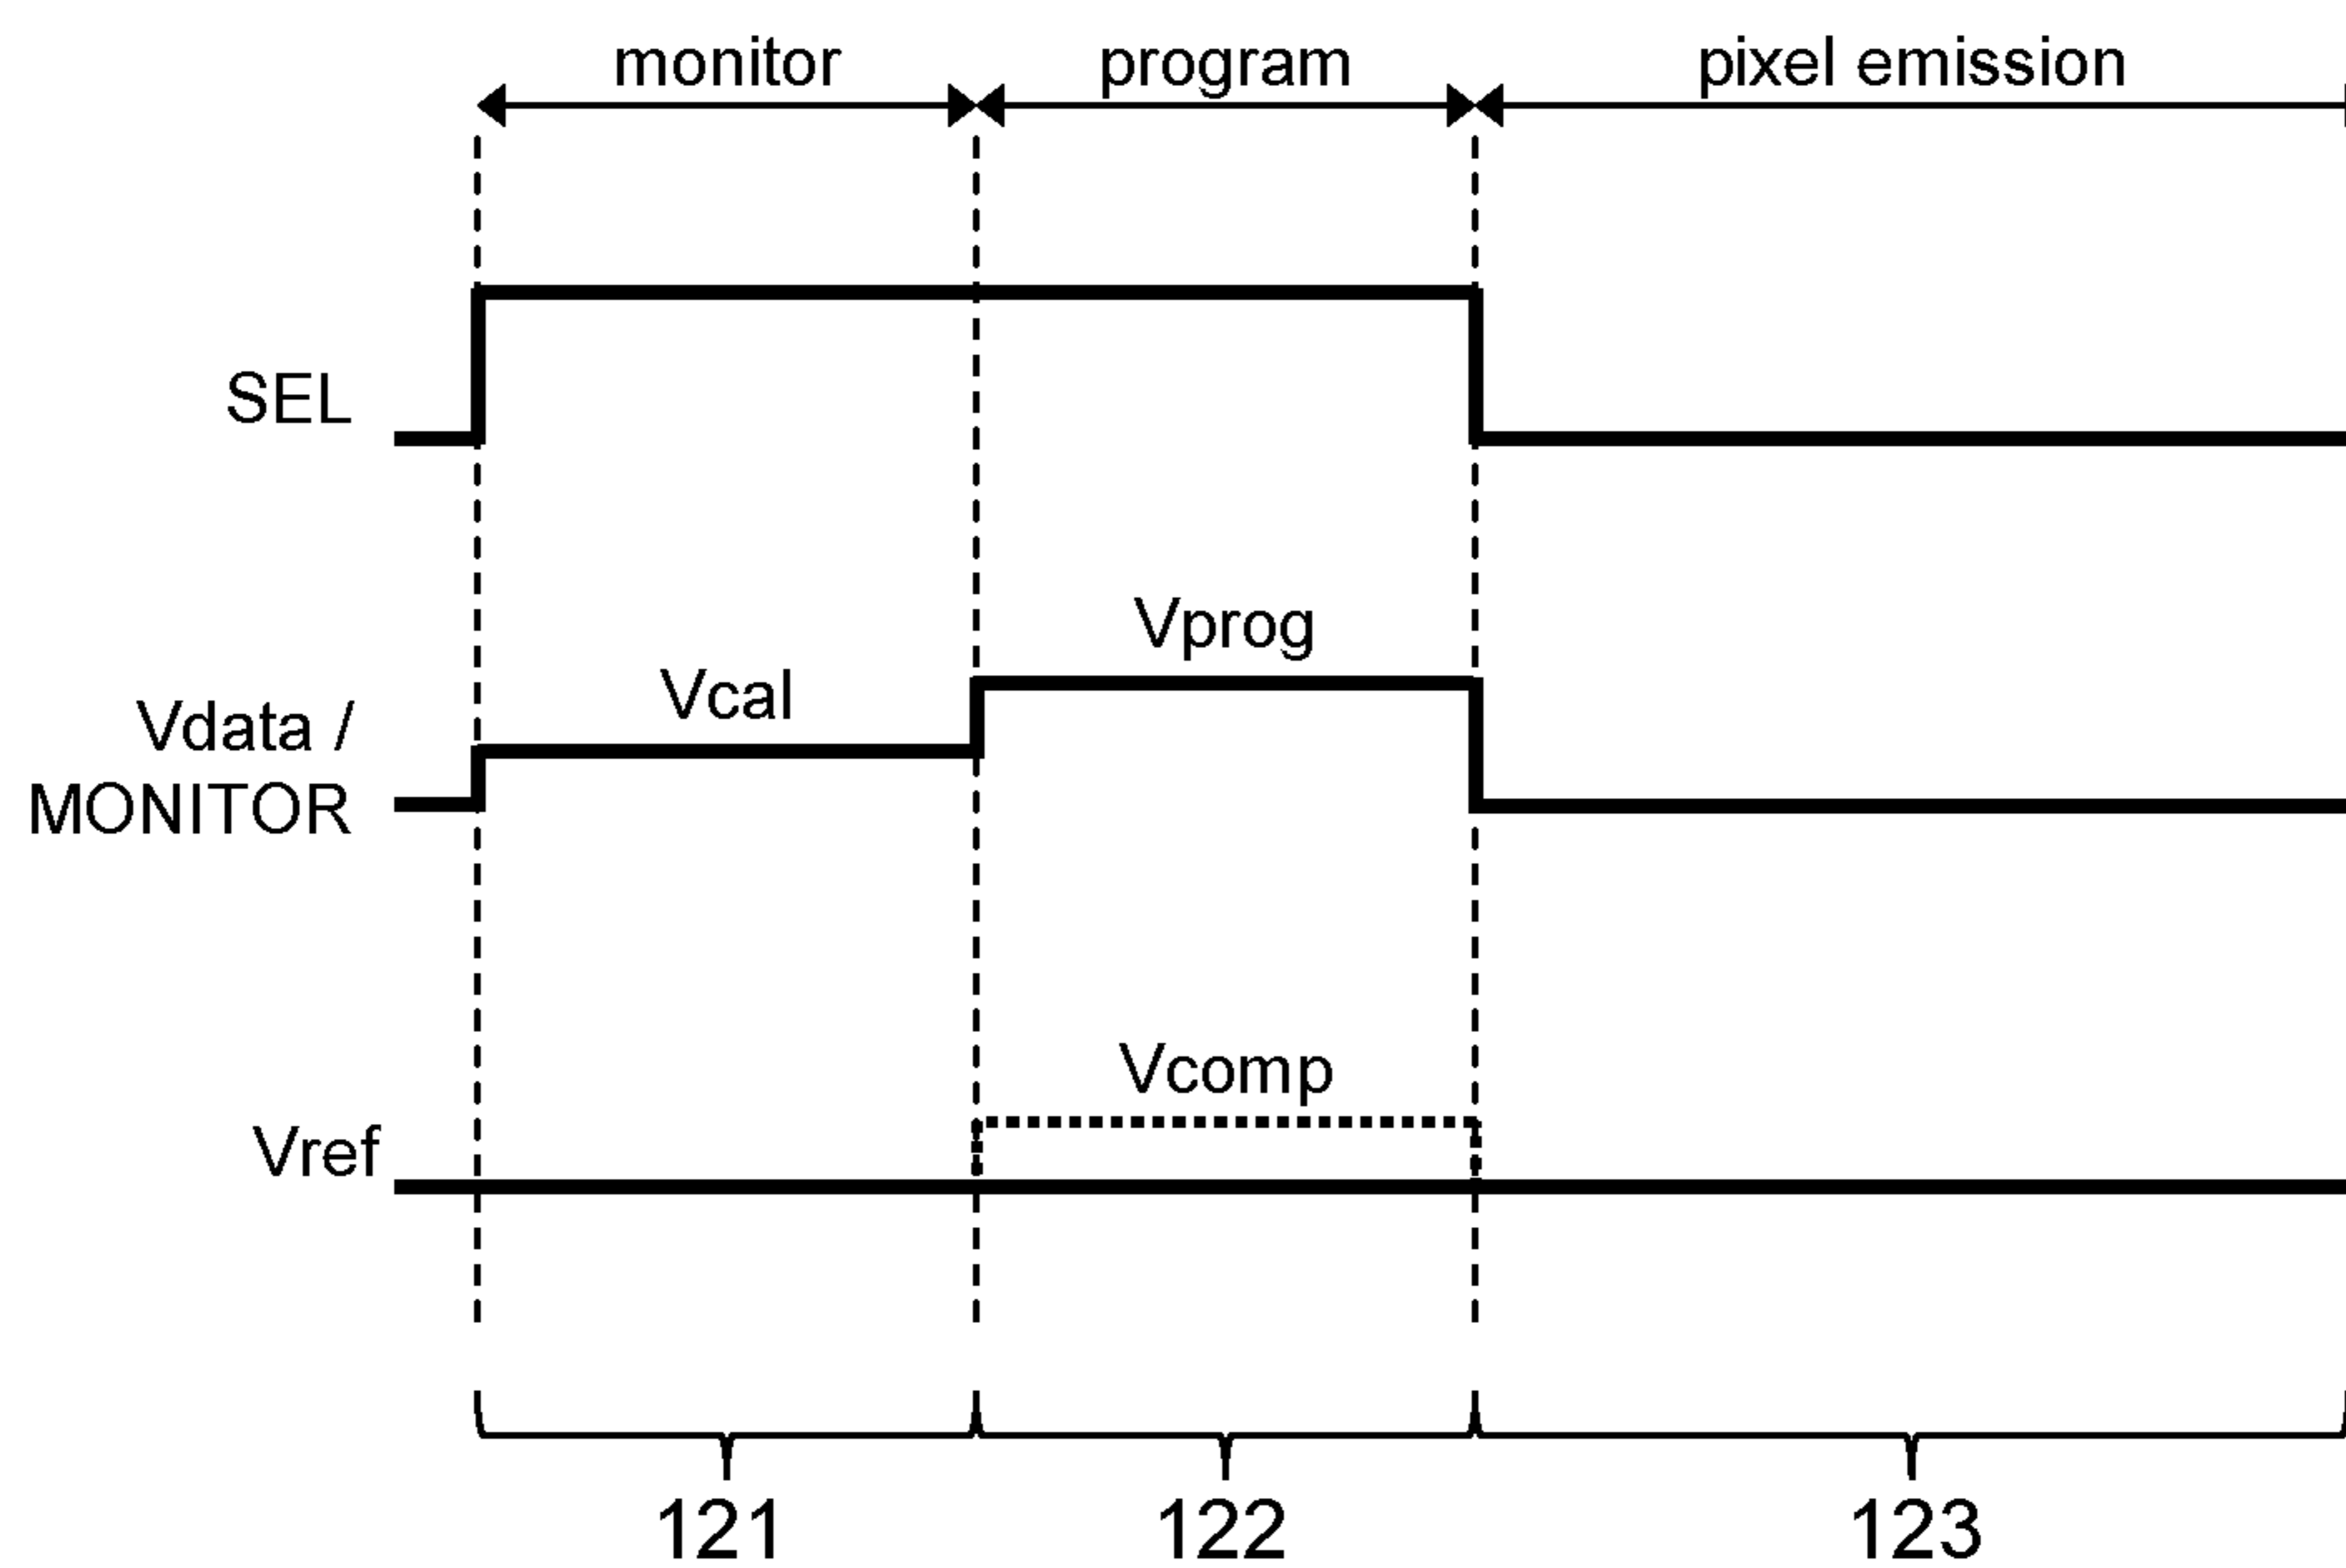 monitor
program
pixel emission
SEL
Vprog
Vcal
Vdata /
MONITOR
Vcomp
Vref
121
122
123